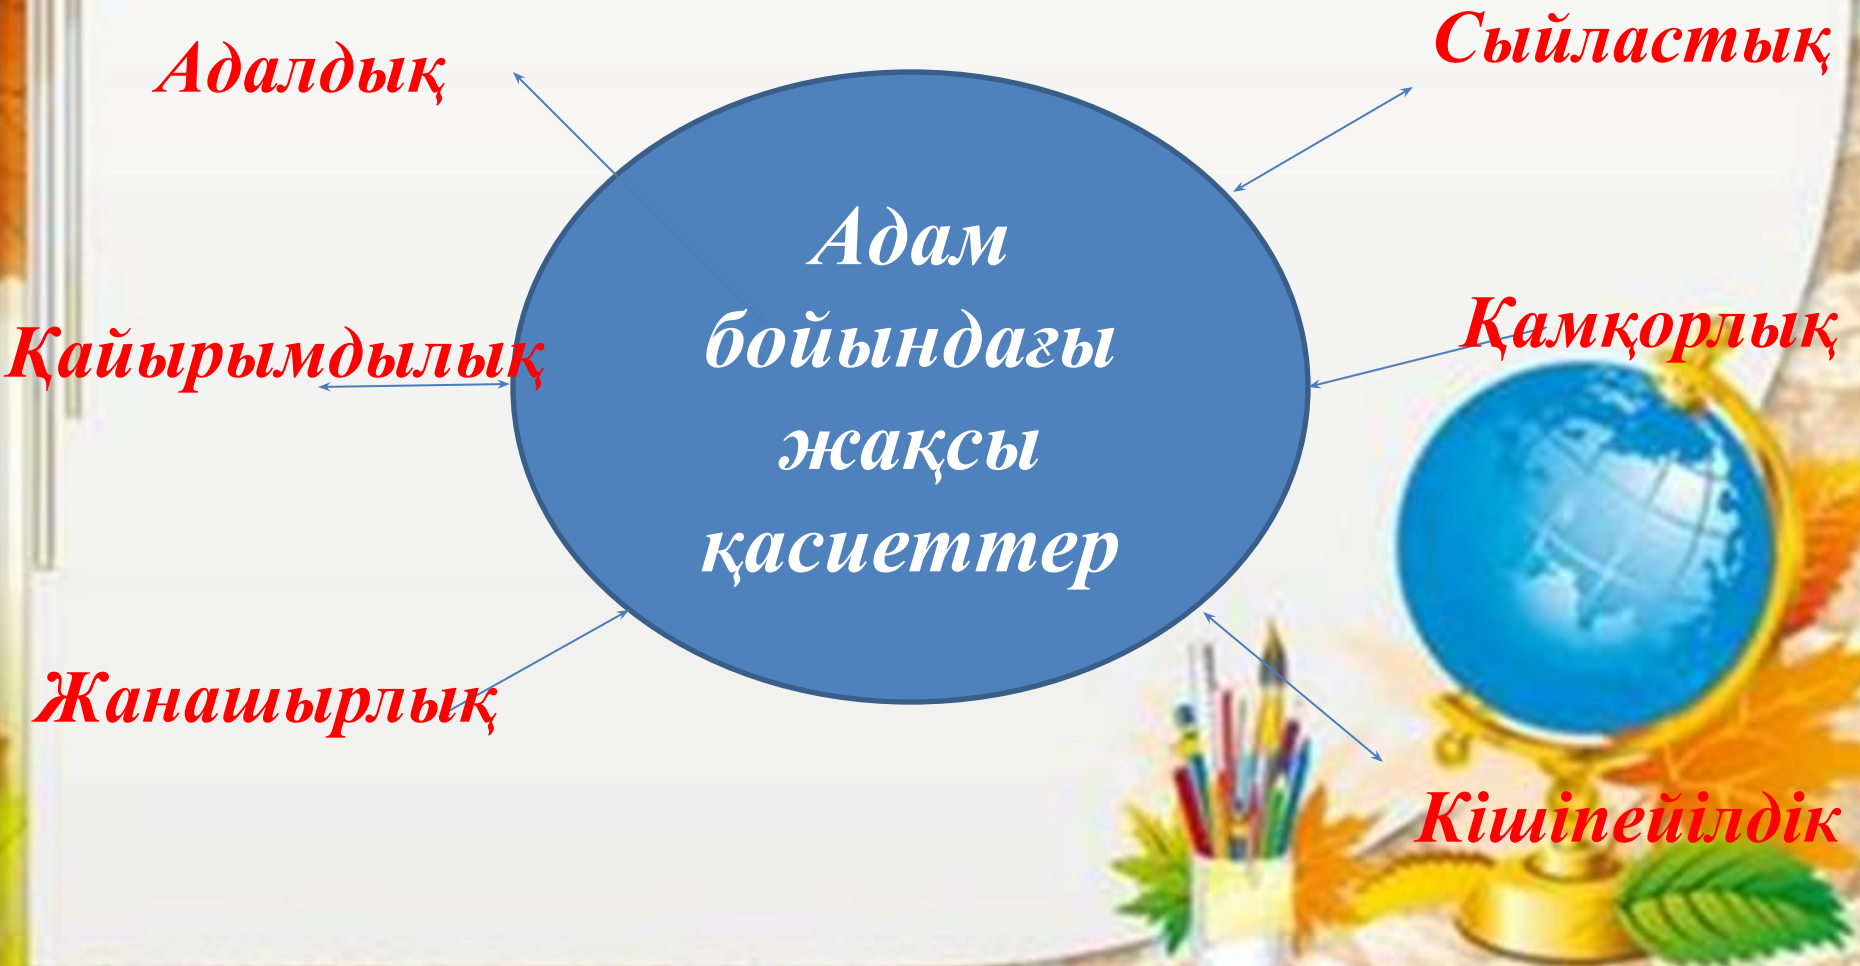 Адалдық
Сыйластық
Адам
бойындағы
жақсы
қасиеттер
Қайырымдылық
Қамқорлық
Жанашырлық
Кішіпейілдік